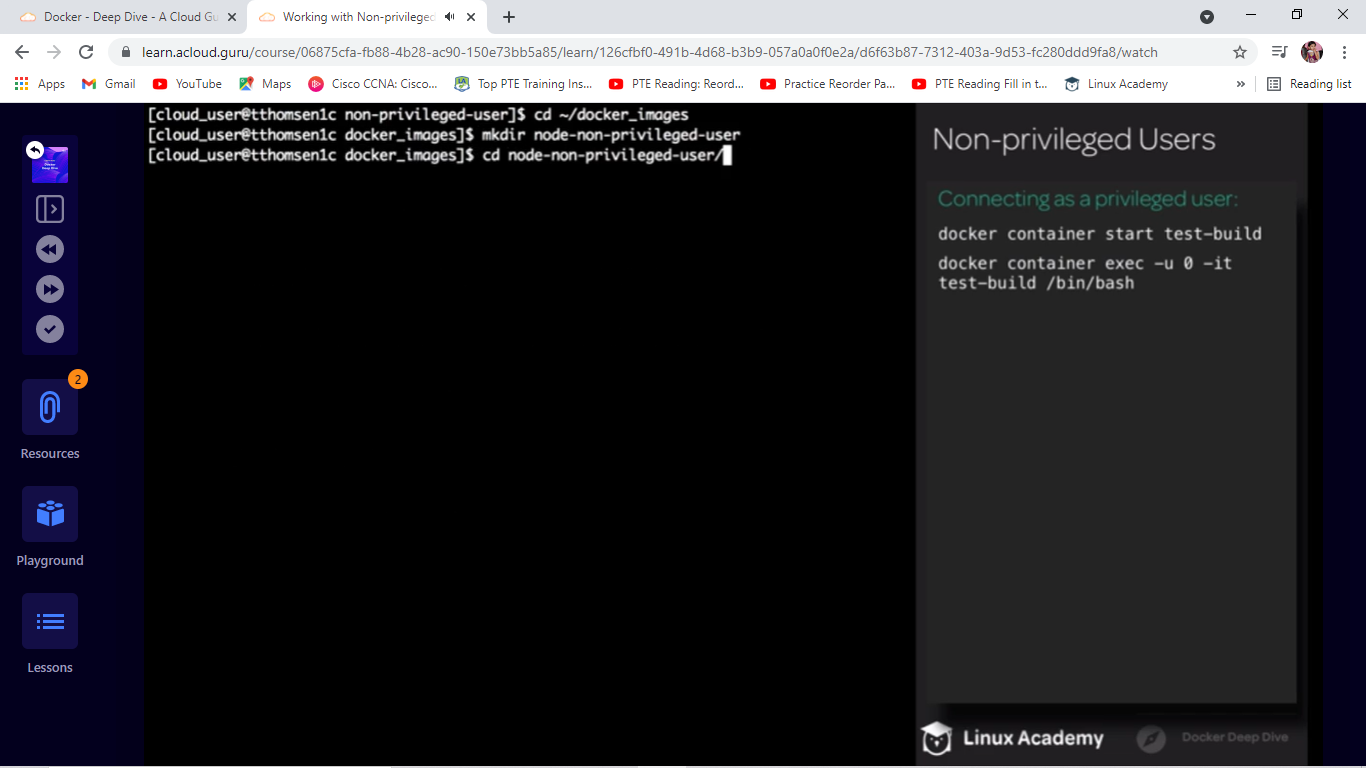 Docker - Deep Dive - A Cloud Gu
Working with Non-privileged
learn.acloud.guru/course/06875cfa-fb88-4b28-ac90-150e73bb5a85/learn/126cfbf0-491b-4d68-b3b9-057a0a0f0e2a/d6f63b87-7312-403a-9d53-fc280ddd9fa8/watch
Apps
Gmail
YouTube
Maps
Cisco CCNA: Cisco...
Top PTE Training Ins...
PTE Reading: Reord...
Practice Reorder Pa...
PTE Reading Fill in t...
Linux Academy
»
Reading list
[cloud_user@tthomsen1c non-privileged-user]$ cd ~/docker_images
[cloud_user@tthomsen1c docker_images]$ mkdir node-non-privileged-user
[cloud_user@tthomsen1c docker_images]$ cd node-non-privileged-user/
Docker
Deep Dive
2
Resources
Playground
Lessons
Non-privileged Users
Connecting as a privileged user:
docker container start test-build
docker container exec -u 0 -it
test-build /bin/bash
Linux Academy
Docker Deep Dive